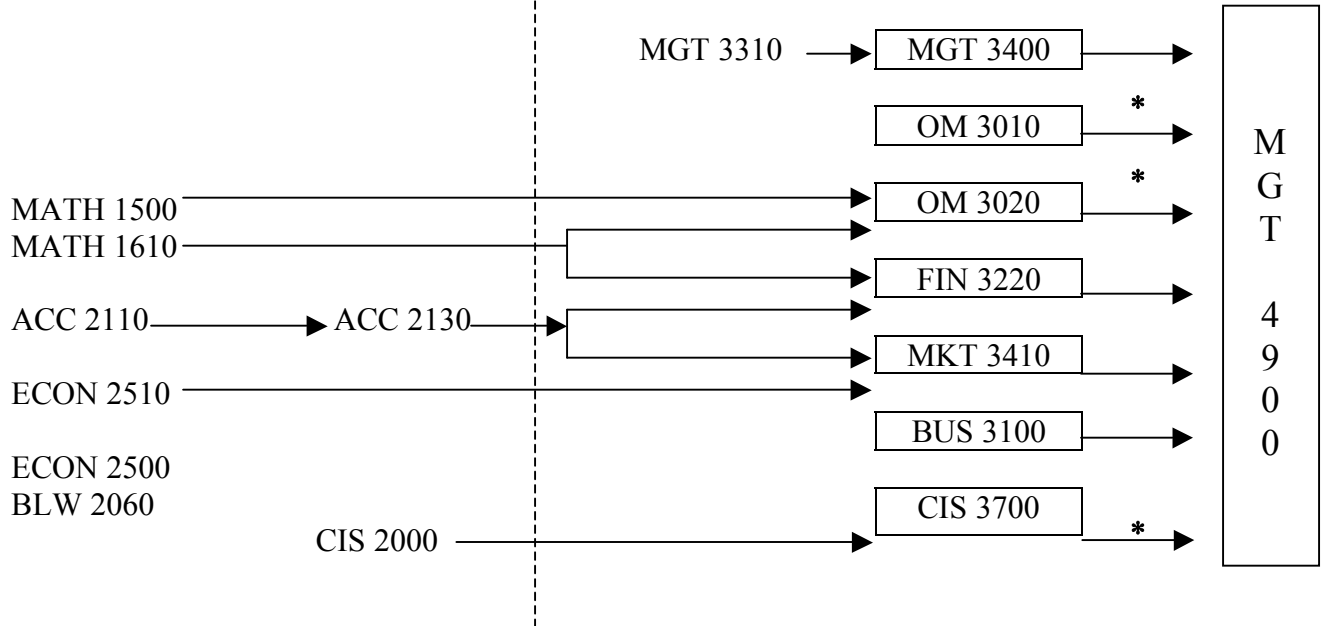 MGT 3310
MGT 3400
*
OM 3010
*
MATH 1500
OM 3020
MATH 1610
FIN 3220
ACC 2110
ACC 2130
MKT 3410
ECON 2510
BUS 3100
ECON 2500
BLW 2060
CIS 3700
CIS 2000
*
M
G
T
4
9
0
0